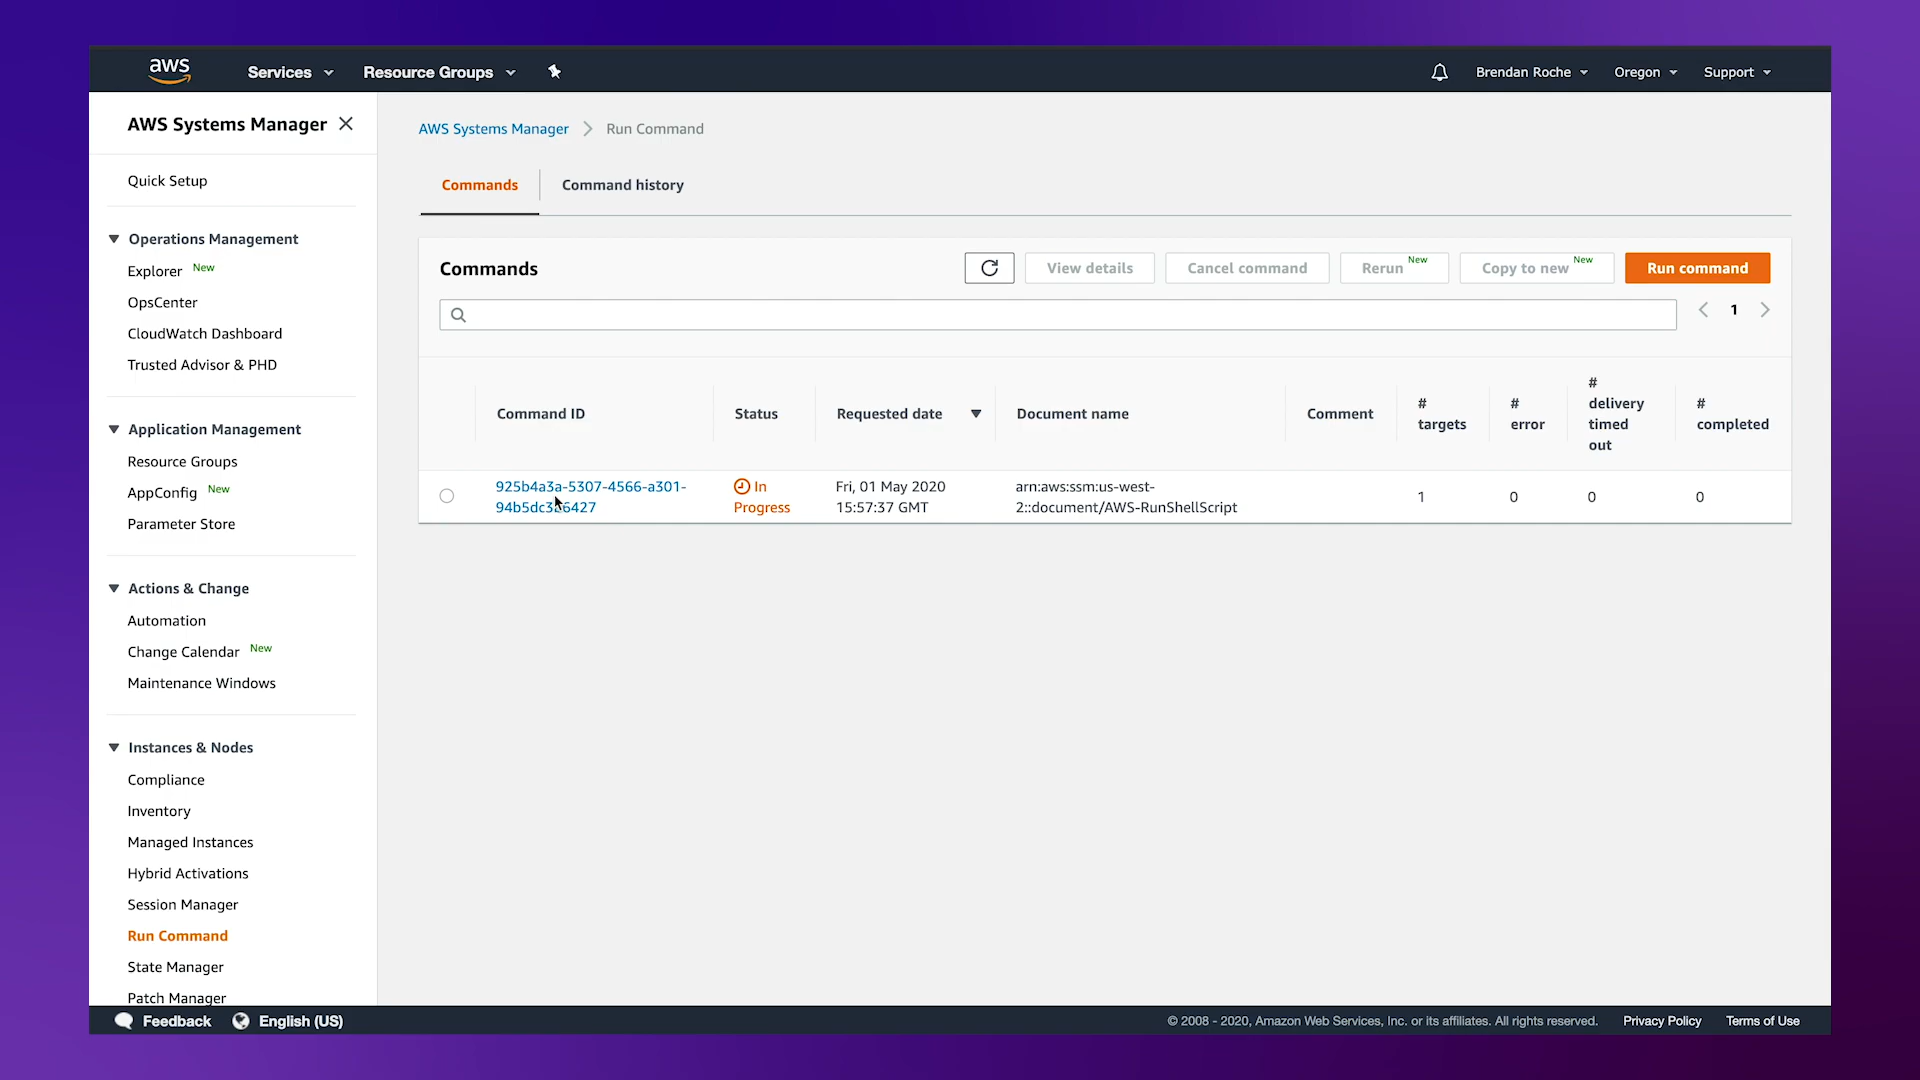 aws
Services
Resource Groups
Brendan Roche
Oregon
Support
AWS Systems Manager
Quick Setup
Operations Management
Explorer New
OpsCenter
CloudWatch Dashboard
Trusted Advisor & PHD
Application Management
Resource Groups
AppConfig New
Parameter Store
Actions & Change
Automation
Change Calendar New
Maintenance Windows
Instances & Nodes
Compliance
Inventory
Managed Instances
Hybrid Activations
Session Manager
Run Command
State Manager
Patch Manager
AWS Systems Manager > Run Command
Commands
Command history
Commands
View details
Cancel command
Rerun New
Copy to new New
Run command
1
Command ID
Status
Requested date
Document name
Comment
#
targets
#
error
#
delivery
timed
out
#
completed
925b4a3a-5307-4566-a301-
94b5dc326427
In
Progress
Fri, 01 May 2020
15:57:37 GMT
arn:aws:ssm:us-west-
2::document/AWS-RunShellScript
1
0
0
0
Feedback
English (US)
© 2008 - 2020, Amazon Web Services, Inc. or its affiliates. All rights reserved.
Privacy Policy
Terms of Use